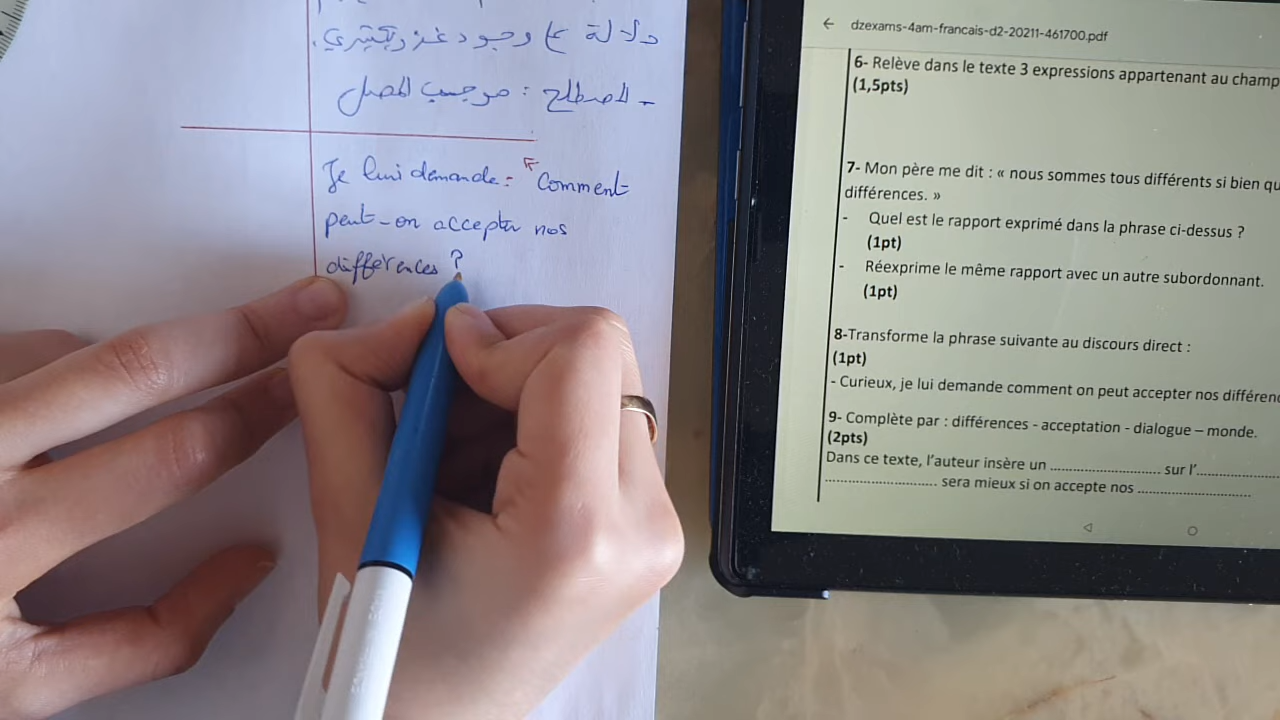 دلالة على وجود غزو بكتيري.
- المصطلح : موجب المصل
Je lui demande : " Comment
peut-on accepter nos
différences ?
← dzexams-4am-francais-d2-20211-461700.pdf
6- Relève dans le texte 3 expressions appartenant au champ
(1,5pts)
7- Mon père me dit : « nous sommes tous différents si bien qu
différences. »
- Quel est le rapport exprimé dans la phrase ci-dessus ?
(1pt)
- Réexprime le même rapport avec un autre subordonnant.
(1pt)
8-Transforme la phrase suivante au discours direct :
(1pt)
- Curieux, je lui demande comment on peut accepter nos différen
9- Complète par : différences - acceptation - dialogue – monde.
(2pts)
Dans ce texte, l'auteur insère un ............................ sur l'....................
............................ sera mieux si on accepte nos ............................